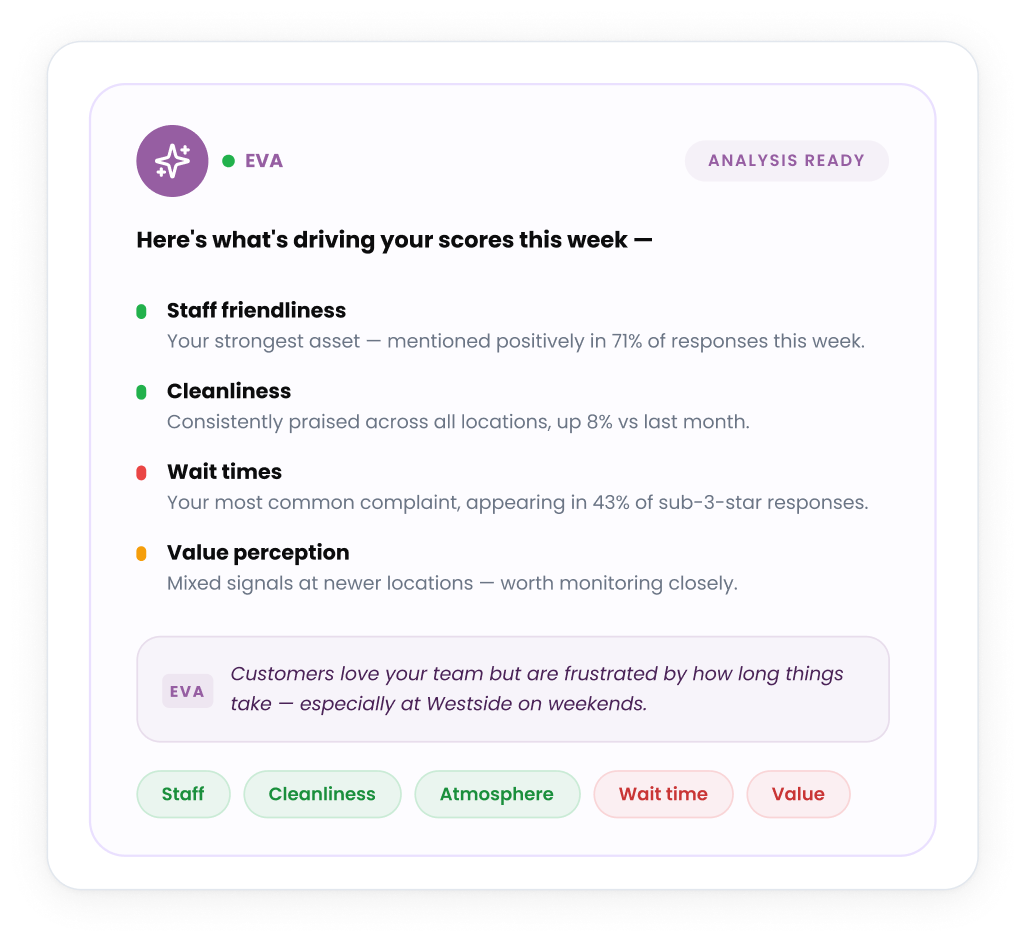 EVA
ANALYSIS READY
Here's what's driving your scores this week —
Staff friendliness
Your strongest asset — mentioned positively in 71% of responses this week.
Cleanliness
Consistently praised across all locations, up 8% vs last month.
Wait times
Your most common complaint, appearing in 43% of sub-3-star responses.
Value perception
Mixed signals at newer locations — worth monitoring closely.
EVA
Customers love your team but are frustrated by how long things
take — especially at Westside on weekends.
Staff
Cleanliness
Atmosphere
Wait time
Value